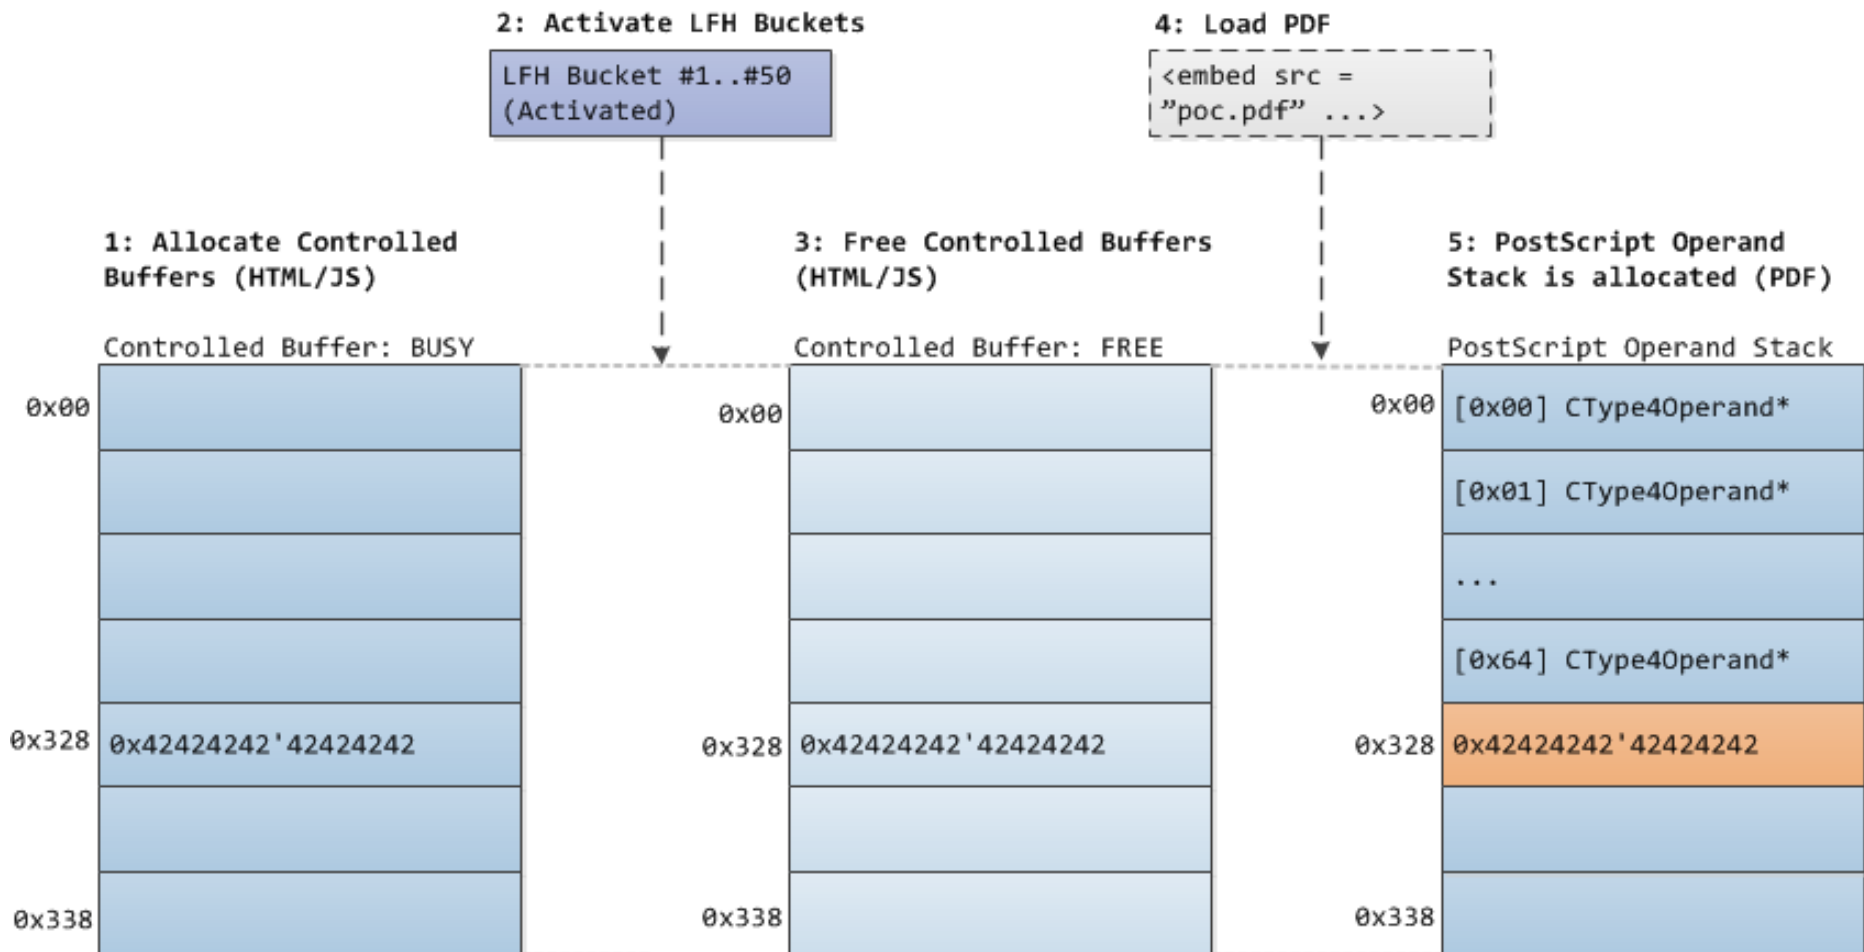 2: Activate LFH Buckets
LFH Bucket #1..#50
(Activated)
4: Load PDF
<embed src =
”poc.pdf” ...>
1: Allocate Controlled
Buffers (HTML/JS)
3: Free Controlled Buffers
(HTML/JS)
5: PostScript Operand
Stack is allocated (PDF)
Controlled Buffer: BUSY
0x00
0x328
0x42424242'42424242
0x338
Controlled Buffer: FREE
0x00
0x328
0x42424242'42424242
0x338
PostScript Operand Stack
0x00
[0x00] CType4Operand*
[0x01] CType4Operand*
...
[0x64] CType4Operand*
0x328
0x42424242'42424242
0x338